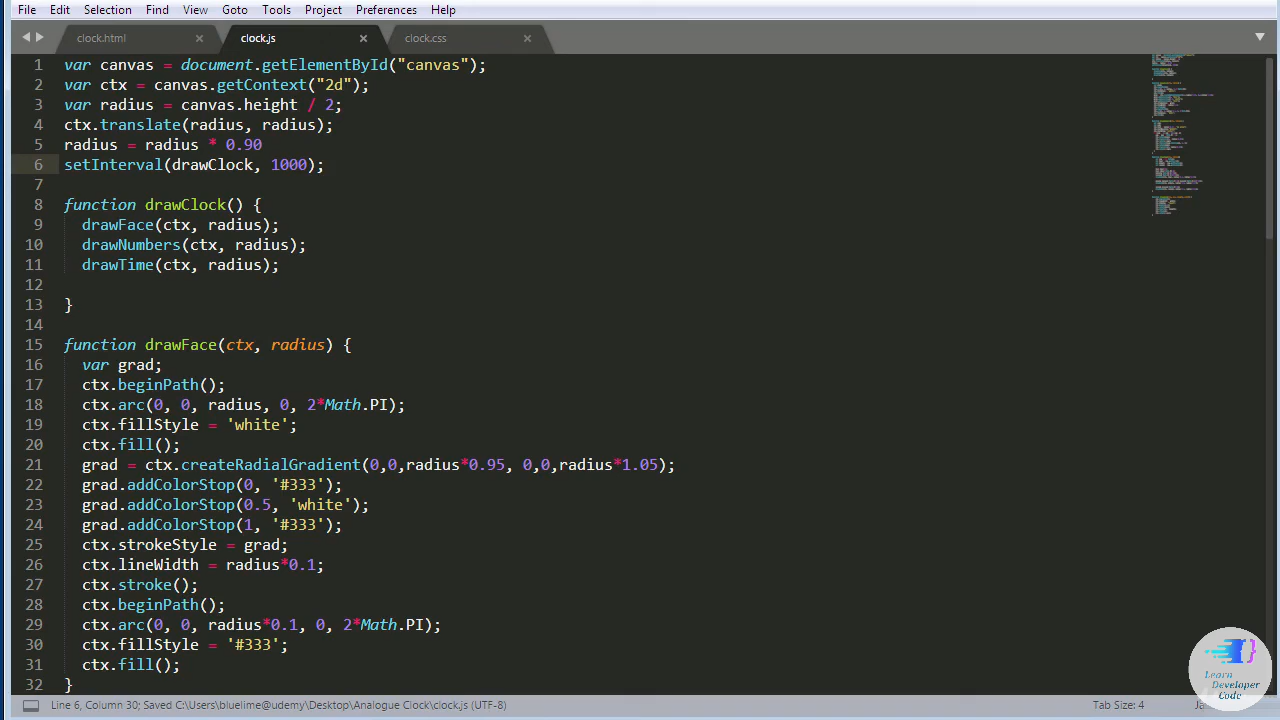 File Edit Selection Find View Goto Tools Project Preferences Help
clock.html × clock.js × clock.css ×
1 var canvas = document.getElementById("canvas");
2 var ctx = canvas.getContext("2d");
3 var radius = canvas.height / 2;
4 ctx.translate(radius, radius);
5 radius = radius * 0.90
6 setInterval(drawClock, 1000);
7
8 function drawClock() {
9 drawFace(ctx, radius);
10 drawNumbers(ctx, radius);
11 drawTime(ctx, radius);
12
13 }
14
15 function drawFace(ctx, radius) {
16 var grad;
17 ctx.beginPath();
18 ctx.arc(0, 0, radius, 0, 2*Math.PI);
19 ctx.fillStyle = 'white';
20 ctx.fill();
21 grad = ctx.createRadialGradient(0,0,radius*0.95, 0,0,radius*1.05);
22 grad.addColorStop(0, '#333');
23 grad.addColorStop(0.5, 'white');
24 grad.addColorStop(1, '#333');
25 ctx.strokeStyle = grad;
26 ctx.lineWidth = radius*0.1;
27 ctx.stroke();
28 ctx.beginPath();
29 ctx.arc(0, 0, radius*0.1, 0, 2*Math.PI);
30 ctx.fillStyle = '#333';
31 ctx.fill();
32 }
Learn
Developer
Code
Line 6, Column 30; Saved C:\Users\bluelime@udemy\Desktop\Analogue Clock\clock.js (UTF-8) Tab Size: 4